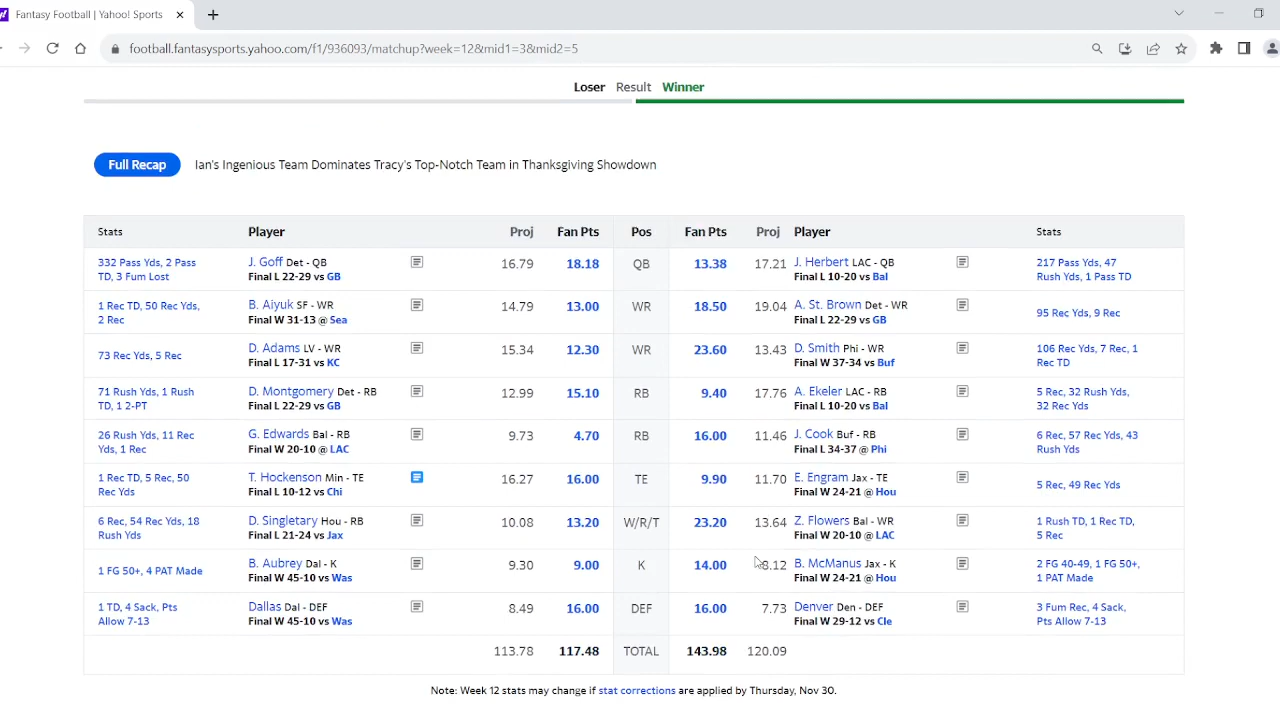 Fantasy Football | Yahoo! Sports
football.fantasysports.yahoo.com/f1/936093/matchup?week=12&mid1=3&mid2=5
Loser Result Winner
Full Recap Ian's Ingenious Team Dominates Tracy's Top-Notch Team in Thanksgiving Showdown
Stats Player Proj Fan Pts Pos Fan Pts Proj Player Stats
332 Pass Yds, 2 Pass J. Goff Det - QB 16.79 18.18 QB 13.38 17.21 J. Herbert LAC - QB 217 Pass Yds, 47
TD, 3 Fum Lost Final L 22-29 vs GB Final L 10-20 vs Bal Rush Yds, 1 Pass TD
1 Rec TD, 50 Rec Yds, B. Aiyuk SF - WR 14.79 13.00 WR 18.50 19.04 A. St. Brown Det - WR 95 Rec Yds, 9 Rec
2 Rec Final W 31-13 @ Sea Final L 22-29 vs GB
73 Rec Yds, 5 Rec D. Adams LV - WR 15.34 12.30 WR 23.60 13.43 D. Smith Phi - WR 106 Rec Yds, 7 Rec, 1
Final L 17-31 vs KC Final W 37-34 vs Buf Rec TD
71 Rush Yds, 1 Rush D. Montgomery Det - RB 12.99 15.10 RB 9.40 17.76 A. Ekeler LAC - RB 5 Rec, 32 Rush Yds,
TD, 1 2-PT Final L 22-29 vs GB Final L 10-20 vs Bal 32 Rec Yds
26 Rush Yds, 11 Rec G. Edwards Bal - RB 9.73 4.70 RB 16.00 11.46 J. Cook Buf - RB 6 Rec, 57 Rec Yds, 43
Yds, 1 Rec Final W 20-10 @ LAC Final L 34-37 @ Phi Rush Yds
1 Rec TD, 5 Rec, 50 T. Hockenson Min - TE 16.27 16.00 TE 9.90 11.70 E. Engram Jax - TE 5 Rec, 49 Rec Yds
Rec Yds Final L 10-12 vs Chi Final W 24-21 @ Hou
6 Rec, 54 Rec Yds, 18 D. Singletary Hou - RB 10.08 13.20 W/R/T 23.20 13.64 Z. Flowers Bal - WR 1 Rush TD, 1 Rec TD,
Rush Yds Final L 21-24 vs Jax Final W 20-10 @ LAC 5 Rec
1 FG 50+, 4 PAT Made B. Aubrey Dal - K 9.30 9.00 K 14.00 8.12 B. McManus Jax - K 2 FG 40-49, 1 FG 50+,
Final W 45-10 vs Was Final W 24-21 @ Hou 1 PAT Made
1 TD, 4 Sack, Pts Dallas Dal - DEF 8.49 16.00 DEF 16.00 7.73 Denver Den - DEF 3 Fum Rec, 4 Sack,
Allow 7-13 Final W 45-10 vs Was Final W 29-12 vs Cle Pts Allow 7-13
113.78 117.48 TOTAL 143.98 120.09
Note: Week 12 stats may change if stat corrections are applied by Thursday, Nov 30.